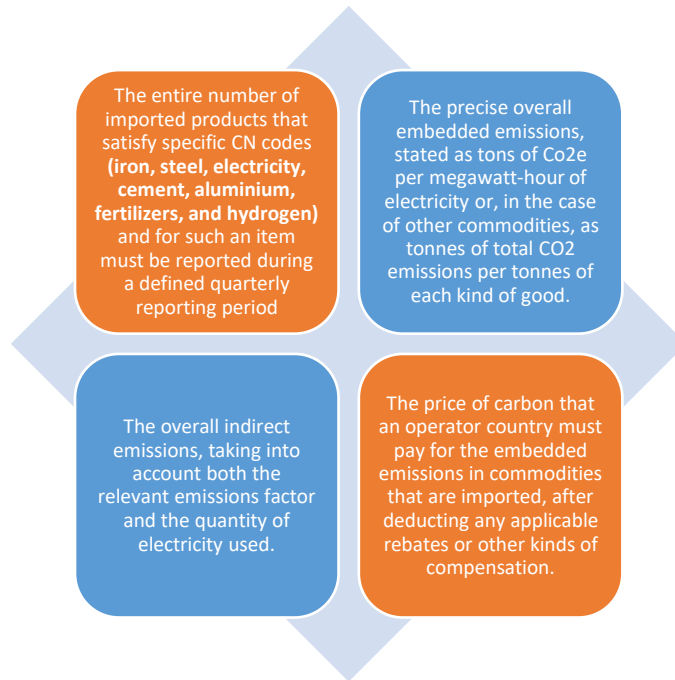 The entire number of
imported products that
satisfy specific CN codes
(iron, steel, electricity,
cement, aluminium,
fertilizers, and hydrogen)
and for such an item
must be reported during
a defined quarterly
reporting period
The precise overall
embedded emissions,
stated as tons of Co2e
per megawatt-hour of
electricity or, in the case
of other commodities, as
tonnes of total CO2
emissions per tonnes of
each kind of good.
The overall indirect
emissions, taking into
account both the
relevant emissions factor
and the quantity of
electricity used.
The price of carbon that
an operator country must
pay for the embedded
emissions in commodities
that are imported, after
deducting any applicable
rebates or other kinds of
compensation.